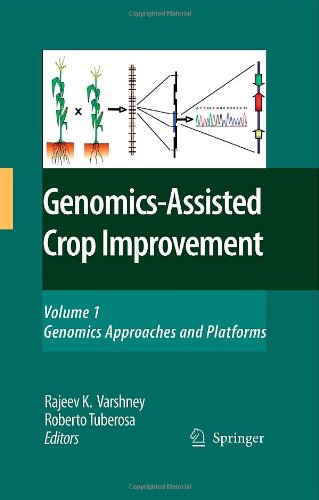 x
Genomics-Assisted
Crop Improvement
Volume 1
Genomics Approaches and Platforms
Rajeev K. Varshney
Roberto Tuberosa
Editors
Springer